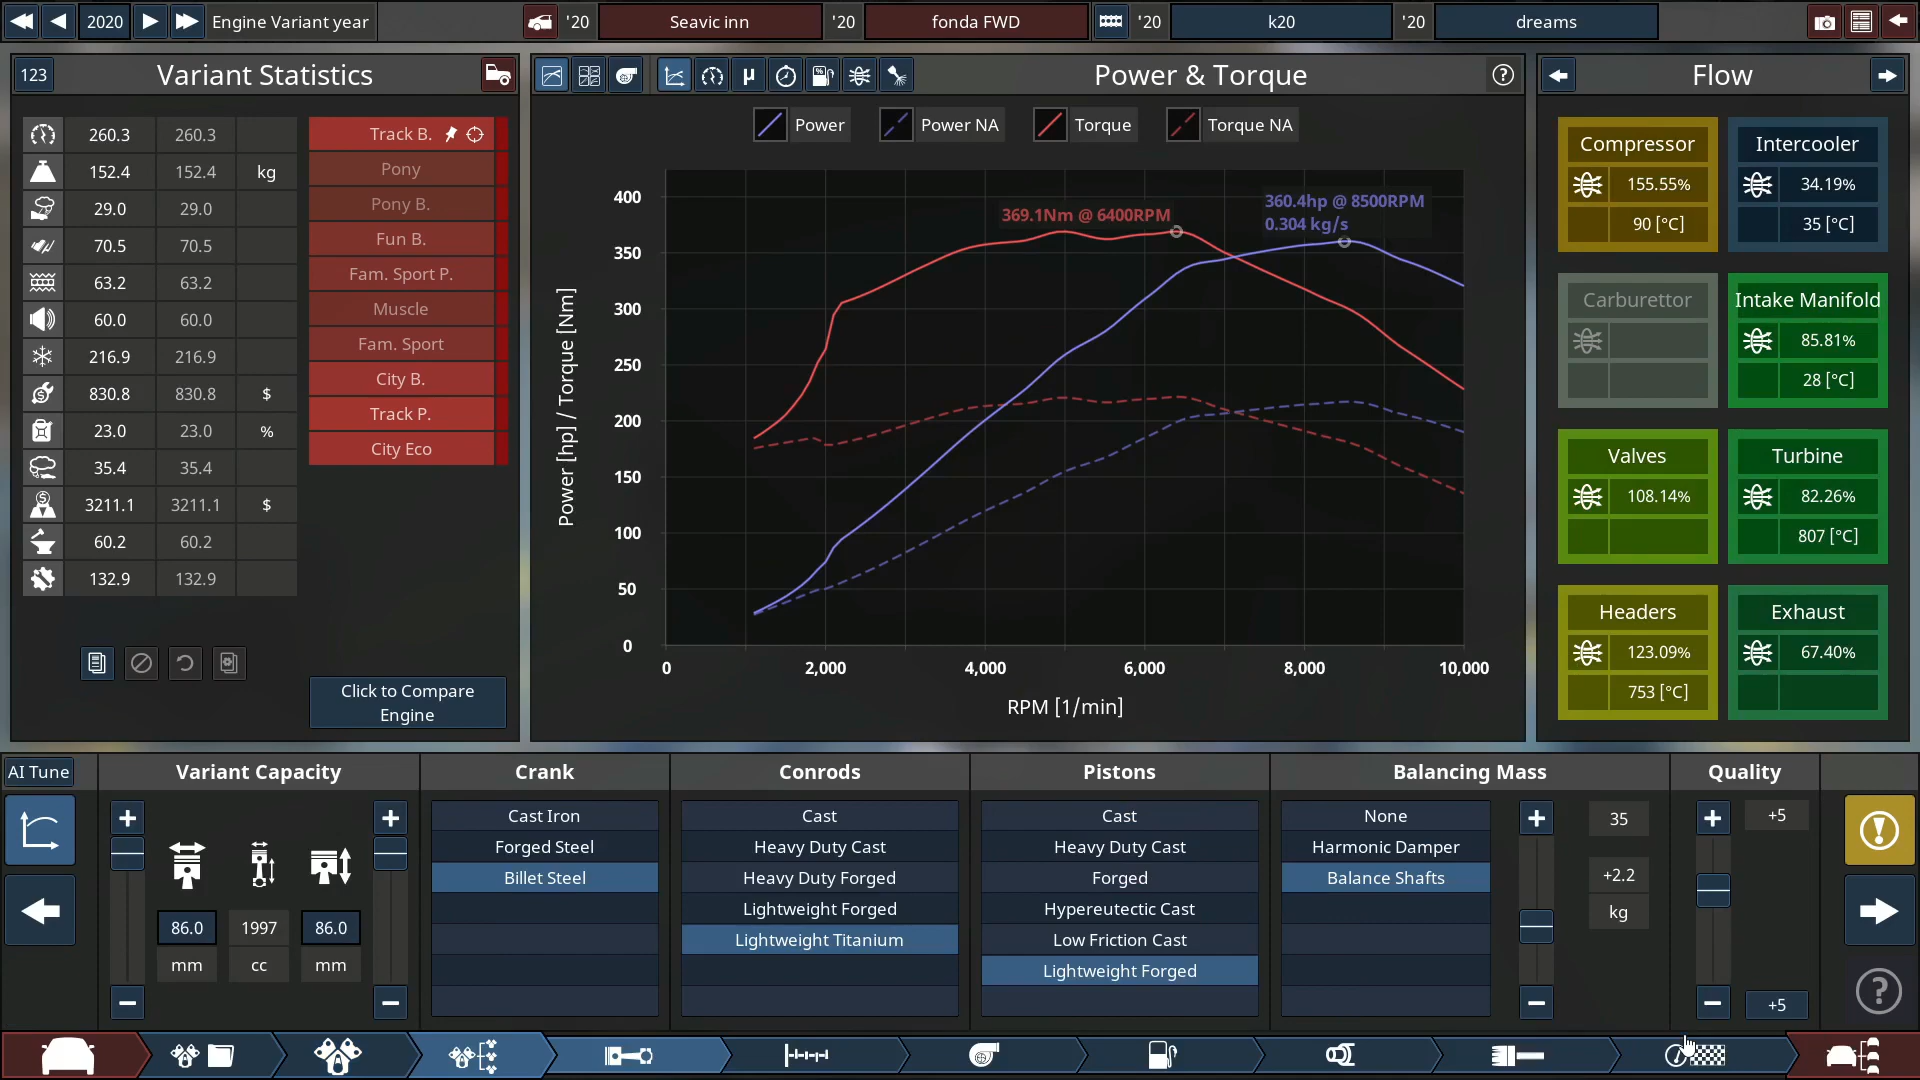 2020
Engine Variant year
'20
Seavic inn
'20
fonda FWD
'20
k20
'20
dreams
123
Variant Statistics
260.3 260.3
152.4 152.4 kg
29.0 29.0
70.5 70.5
63.2 63.2
60.0 60.0
216.9 216.9
830.8 830.8 $
23.0 23.0 %
35.4 35.4
3211.1 3211.1 $
60.2 60.2
132.9 132.9
Track B.
Pony
Pony B.
Fun B.
Fam. Sport P.
Muscle
Fam. Sport
City B.
Track P.
City Eco
Click to Compare
Engine
Power & Torque
Power
Power NA
Torque
Torque NA
369.1Nm @ 6400RPM
360.4hp @ 8500RPM
0.304 kg/s
Power [hp] / Torque [Nm]
400
350
300
250
200
150
100
50
0
0 2,000 4,000 6,000 8,000 10,000
RPM [1/min]
Flow
Compressor
155.55%
90 [°C]
Intercooler
34.19%
35 [°C]
Carburettor
Intake Manifold
85.81%
28 [°C]
Valves
108.14%
Turbine
82.26%
807 [°C]
Headers
123.09%
753 [°C]
Exhaust
67.40%
AI Tune
Variant Capacity
86.0 1997 86.0
mm cc mm
Crank
Cast Iron
Forged Steel
Billet Steel
Conrods
Cast
Heavy Duty Cast
Heavy Duty Forged
Lightweight Forged
Lightweight Titanium
Pistons
Cast
Heavy Duty Cast
Forged
Hypereutectic Cast
Low Friction Cast
Lightweight Forged
Balancing Mass
None
Harmonic Damper
Balance Shafts
35
+2.2
kg
Quality
+5
+5